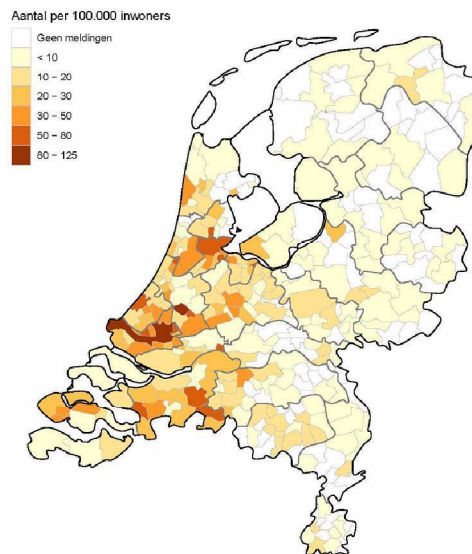 Aantal per 100.000 inwoners
Geen meldingen
< 10
10 – 20
20 – 30
30 – 50
50 – 80
80 – 125